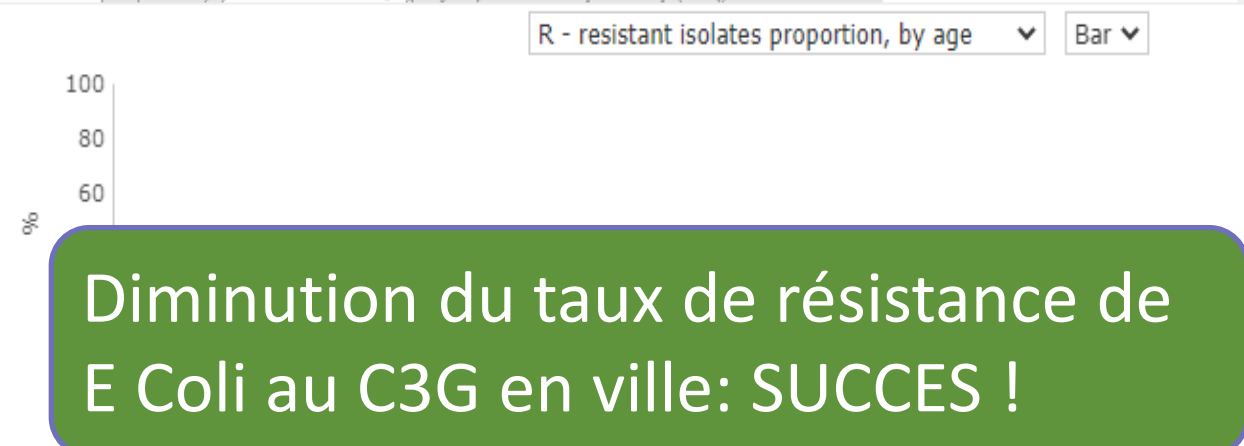 R - resistant isolates proportion, by age Bar
100
80
60
%
Diminution du taux de résistance de
E Coli au C3G en ville: SUCCES !